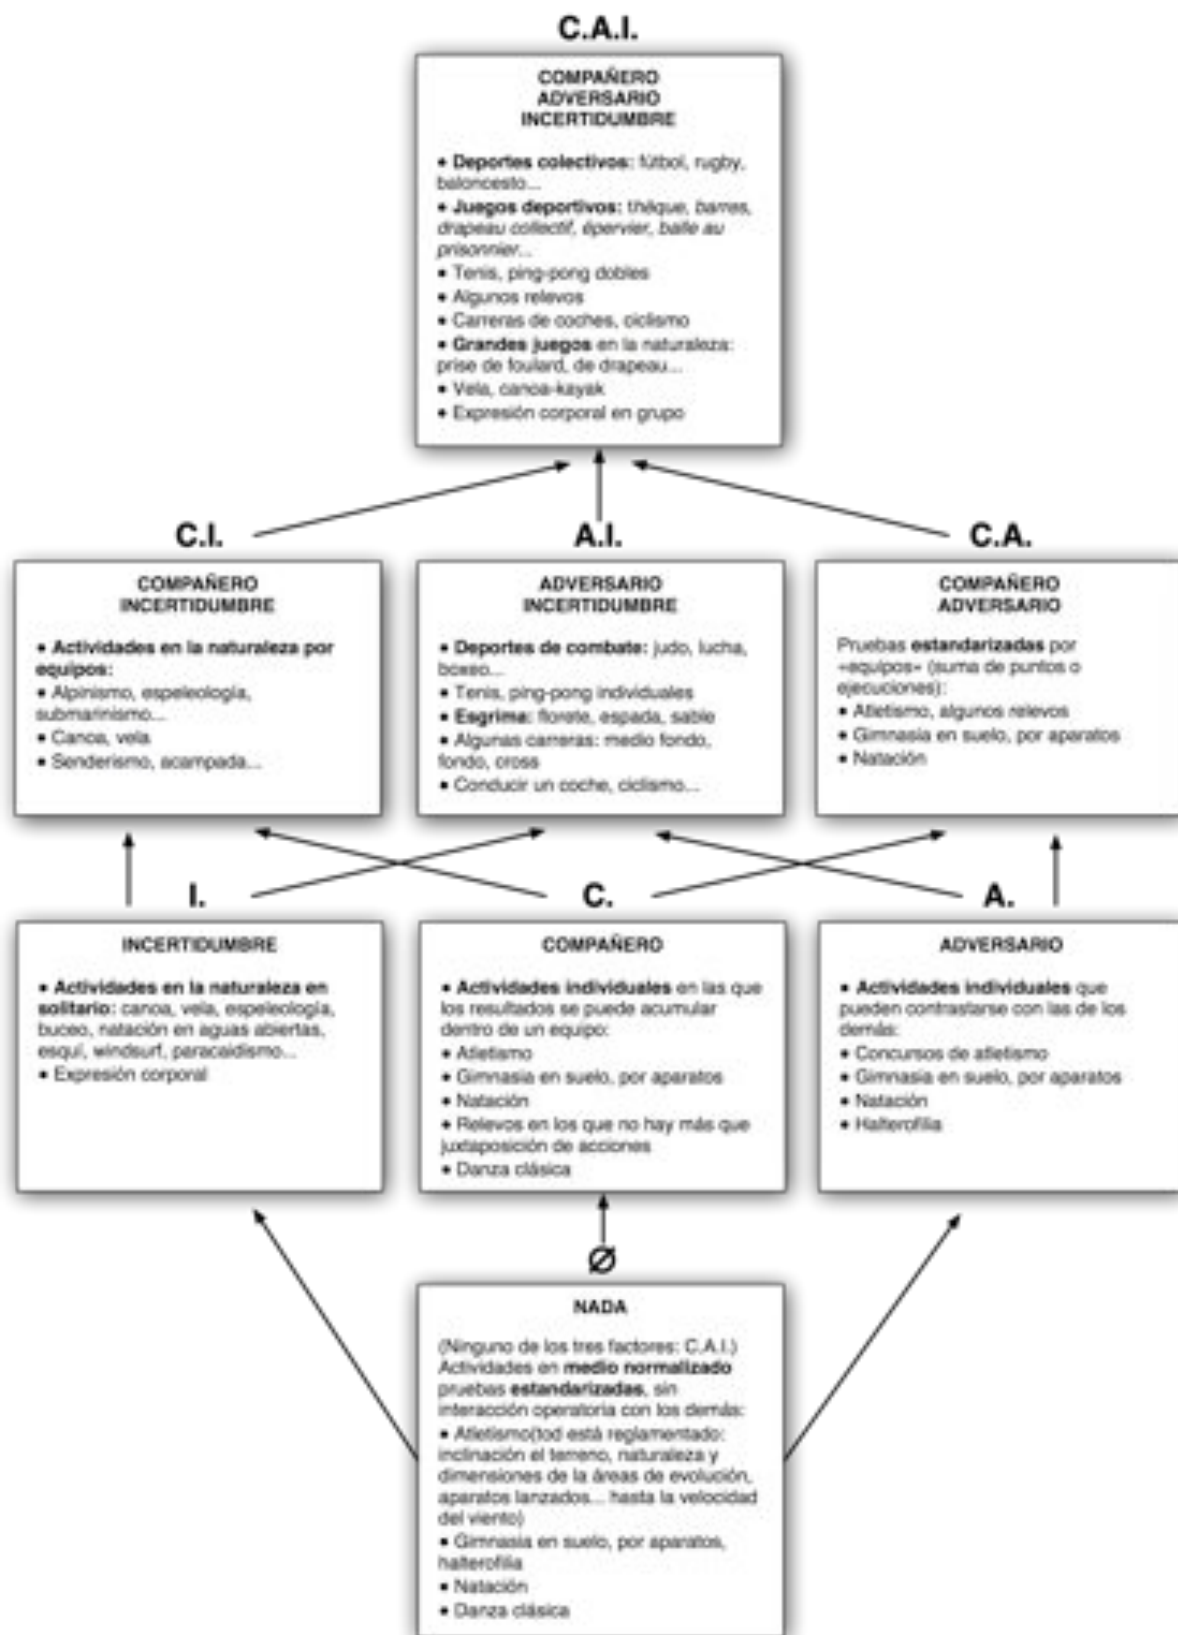 C.A.I.
COMPAÑERO
ADVERSARIO
INCERTIDUMBRE
• Deportes colectivos: fútbol, rugby,
baloncesto...
• Juegos deportivos: thèque, barres,
drapeau collectif, épervier, balle au
prisonnier...
• Tenis, ping-pong dobles
• Algunos relevos
• Carreras de coches, ciclismo
• Grandes juegos en la naturaleza:
prise de foulard, de drapeau...
• Vela, canoa-kayak
• Expresión corporal en grupo
C.I.
COMPAÑERO
INCERTIDUMBRE
• Actividades en la naturaleza por
equipos:
• Alpinismo, espeleología,
submarinismo...
• Canoa, vela
• Senderismo, acampada...
A.I.
ADVERSARIO
INCERTIDUMBRE
• Deportes de combate: judo, lucha,
boxeo...
• Tenis, ping-pong individuales
• Esgrima: florete, espada, sable
• Algunas carreras: medio fondo,
fondo, cross
• Conducir un coche, ciclismo...
C.A.
COMPAÑERO
ADVERSARIO
Pruebas estandarizadas por
«equipos» (suma de puntos o
ejecuciones):
• Atletismo, algunos relevos
• Gimnasia en suelo, por aparatos
• Natación
I.
INCERTIDUMBRE
• Actividades en la naturaleza en
solitario: canoa, vela, espeleología,
buceo, natación en aguas abiertas,
esquí, windsurf, paracaidismo...
• Expresión corporal
C.
COMPAÑERO
• Actividades individuales en las que
los resultados se puede acumular
dentro de un equipo:
• Atletismo
• Gimnasia en suelo, por aparatos
• Natación
• Relevos en los que no hay más que
juxtaposición de acciones
• Danza clásica
A.
ADVERSARIO
• Actividades individuales que
pueden contrastarse con las de los
demás:
• Concursos de atletismo
• Gimnasia en suelo, por aparatos
• Natación
• Halterofilia
Ø
NADA
(Ninguno de los tres factores: C.A.I.)
Actividades en medio normalizado
pruebas estandarizadas, sin
interacción operatoria con los demás:
• Atletismo(tod está reglamentado:
inclinación el terreno, naturaleza y
dimensiones de la áreas de evolución,
aparatos lanzados... hasta la velocidad
del viento)
• Gimnasia en suelo, por aparatos,
halterofilia
• Natación
• Danza clásica